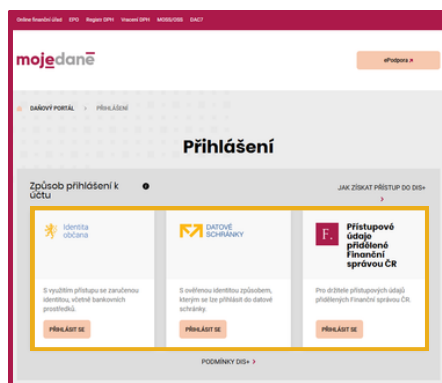 Online finanční úřad EPO Registr DPH Vracení DPH MOSS/OSS DAC7
mojedaně
ePodpora
DAŇOVÝ PORTÁL > PŘIHLÁŠENÍ
Přihlášení
Způsob přihlášení k účtu
JAK ZÍSKAT PŘÍSTUP DO DIS+
Identita
občana
S využitím přístupu se zaručenou
identitou, včetně bankovních
prostředků.
PŘIHLÁSIT SE
DATOVÉ
SCHRÁNKY
S ověřenou identitou způsobem,
kterým se lze přihlásit do datové
schránky.
PŘIHLÁSIT SE
F.
Přístupové
údajo
přidělené
Finanční
správou ČR
Pro držitele přístupových údajů
přidělených Finanční správou ČR.
PŘIHLÁSIT SE
PODMÍNKY DIS+ >